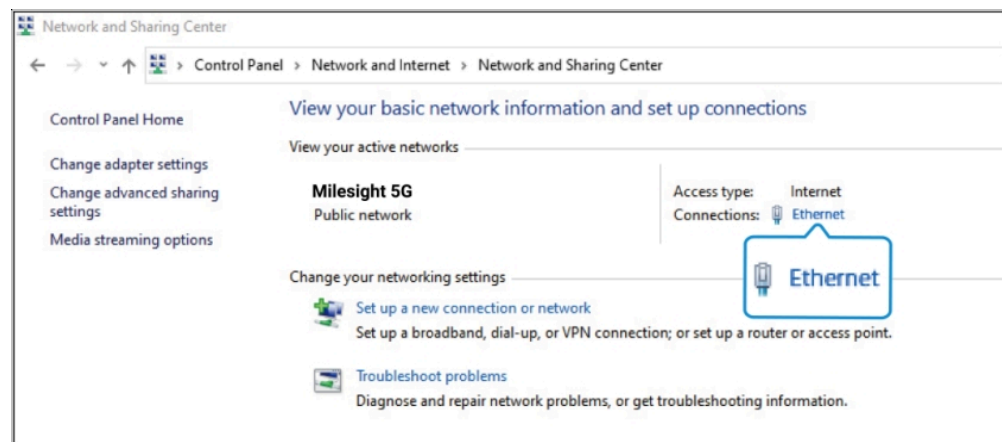 Network and Sharing Center
Control Panel > Network and Internet > Network and Sharing Center
Control Panel Home
Change adapter settings
Change advanced sharing
settings
Media streaming options
View your basic network information and set up connections
View your active networks
Milesight 5G
Public network
Access type: Internet
Connections: Ethernet
Ethernet
Change your networking settings
Set up a new connection or network
Set up a broadband, dial-up, or VPN connection; or set up a router or access point.
Troubleshoot problems
Diagnose and repair network problems, or get troubleshooting information.